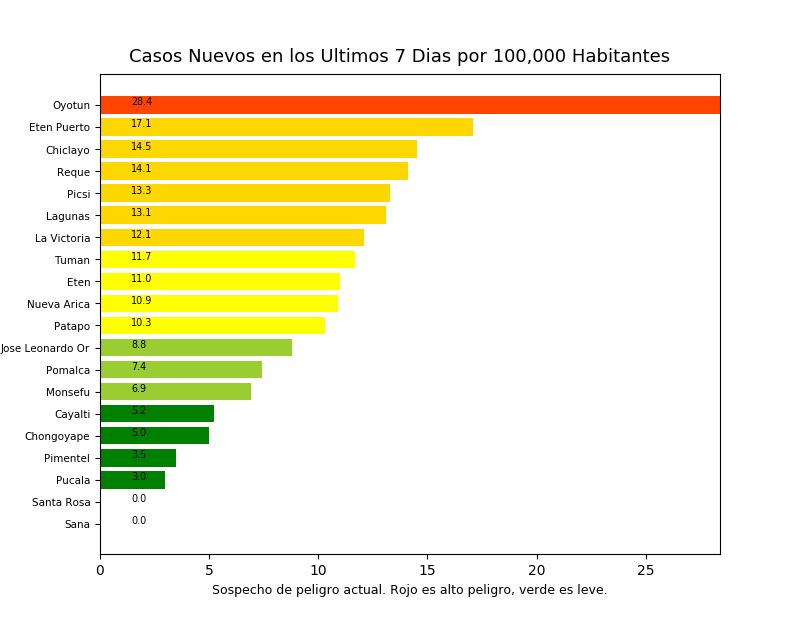 Casos Nuevos en los Ultimos 7 Dias por 100,000 Habitantes
Oyotun 28.4
Eten Puerto 17.1
Chiclayo 14.5
Reque 14.1
Picsi 13.3
Lagunas 13.1
La Victoria 12.1
Tuman 11.7
Eten 11.0
Nueva Arica 10.9
Patapo 10.3
Jose Leonardo Or 8.8
Pomalca 7.4
Monsefu 6.9
Cayalti 5.2
Chongoyape 5.0
Pimentel 3.5
Pucala 3.0
Santa Rosa 0.0
Sana 0.0
0 5 10 15 20 25
Sospecho de peligro actual. Rojo es alto peligro, verde es leve.